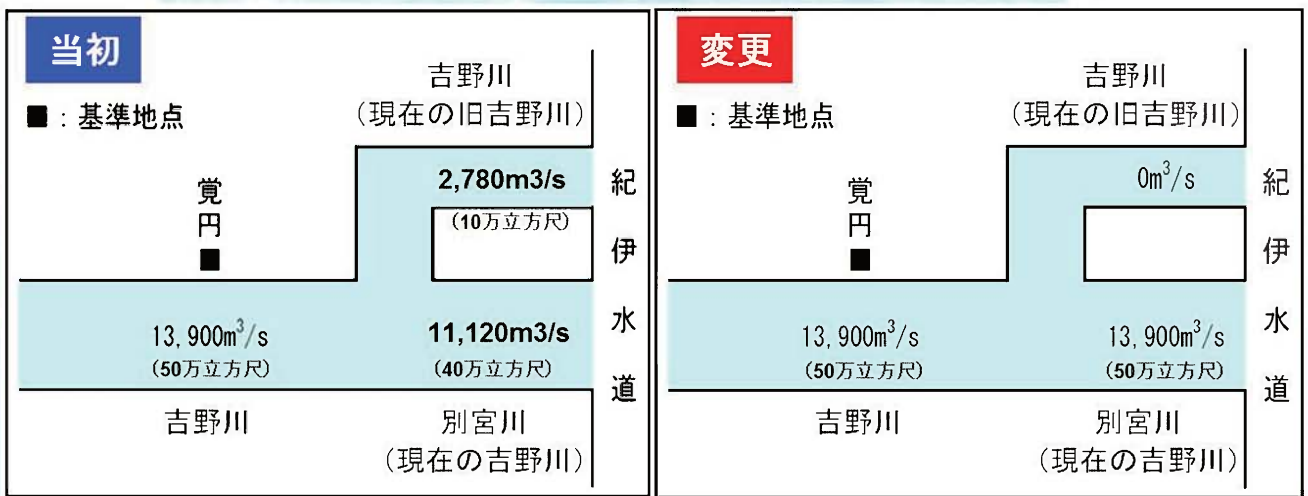 当初
■：基準地点
吉野川
（現在の旧吉野川）
覚円
2,780m3/s
（10万立方尺）
13,900m³/s
（50万立方尺）
11,120m3/s
（40万立方尺）
紀伊水道
吉野川
別宮川
（現在の吉野川）
変更
■：基準地点
吉野川
（現在の旧吉野川）
覚円
0m³/s
13,900m³/s
（50万立方尺）
13,900m³/s
（50万立方尺）
紀伊水道
吉野川
別宮川
（現在の吉野川）